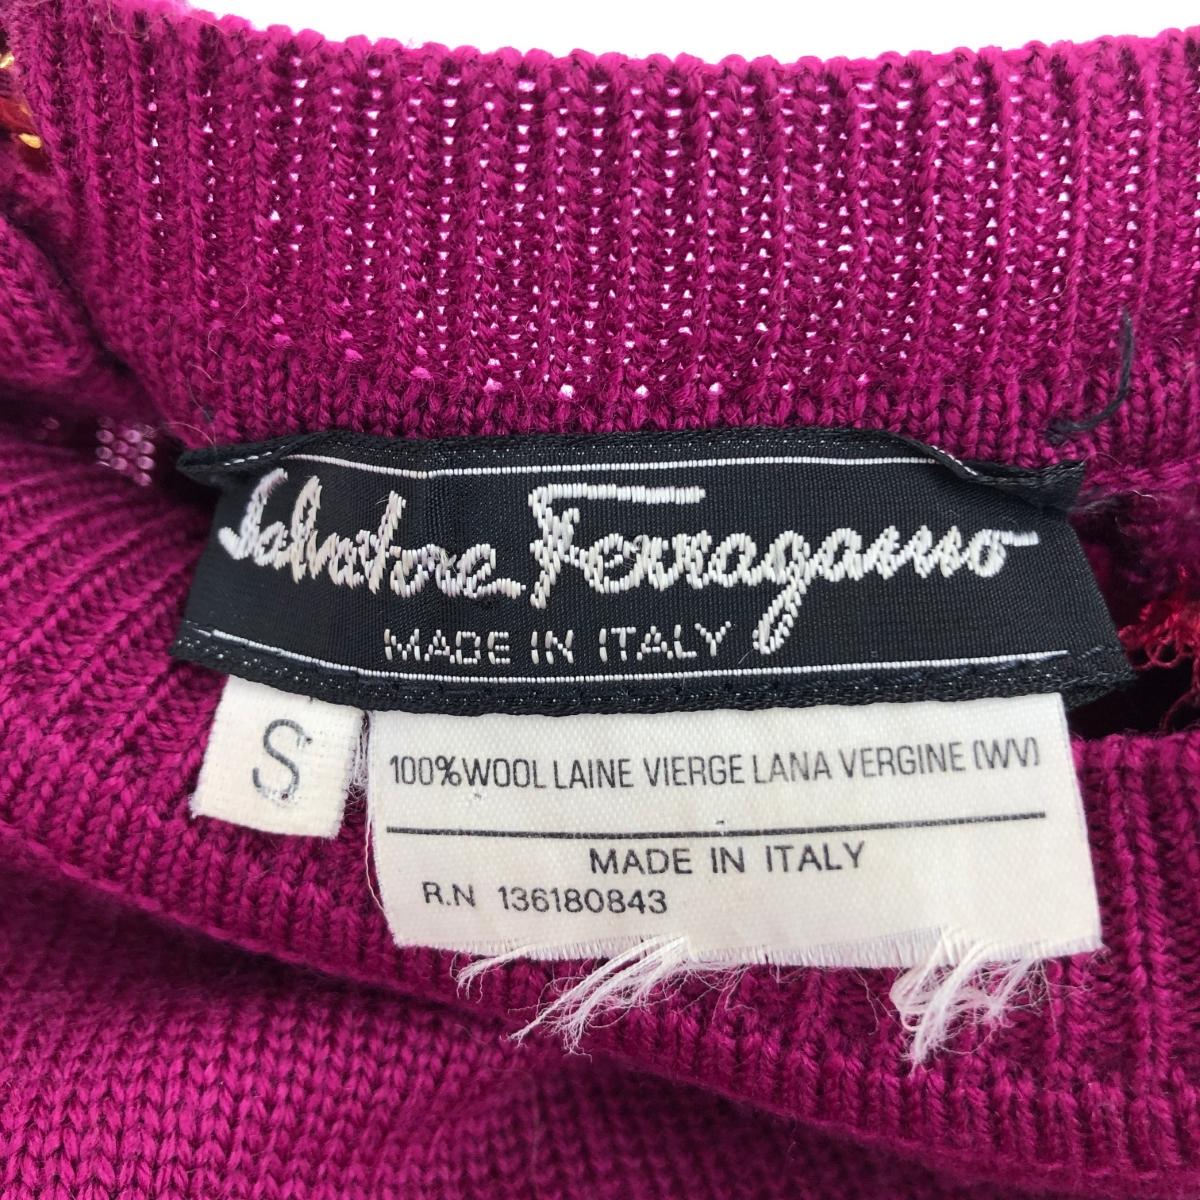 Salvatore Ferragamo
MADE IN ITALY
S
100%WOOL LAINE VIERGE LANA VERGINE (WV)
MADE IN ITALY
R.N 136180843